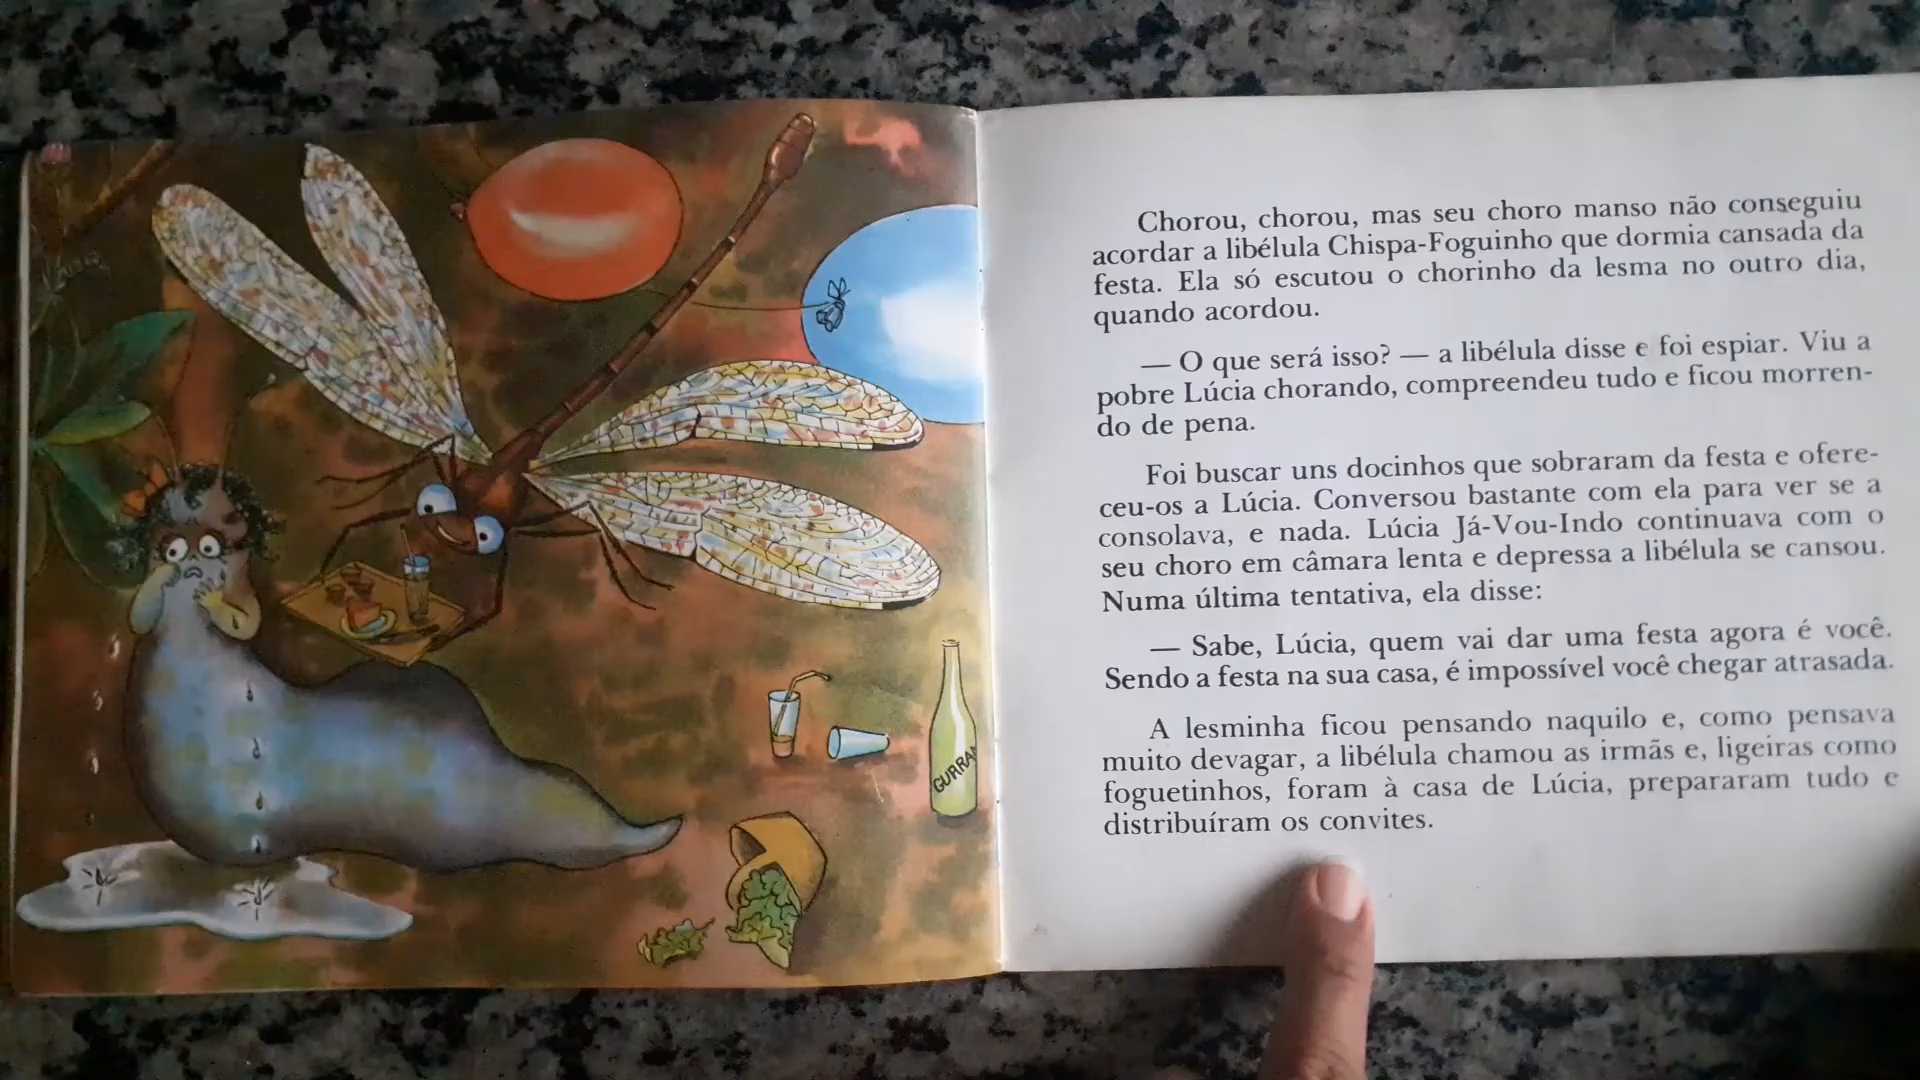 GURRA
Chorou, chorou, mas seu choro manso não conseguiu
acordar a libélula Chispa-Foguinho que dormia cansada da
festa. Ela só escutou o chorinho da lesma no outro dia,
quando acordou.
— O que será isso? — a libélula disse e foi espiar. Viu a
pobre Lúcia chorando, compreendeu tudo e ficou morren-
do de pena.
Foi buscar uns docinhos que sobraram da festa e ofere-
ceu-os a Lúcia. Conversou bastante com ela para ver se a
consolava, e nada. Lúcia Já-Vou-Indo continuava com o
seu choro em câmara lenta e depressa a libélula se cansou.
Numa última tentativa, ela disse:
— Sabe, Lúcia, quem vai dar uma festa agora é você.
Sendo a festa na sua casa, é impossível você chegar atrasada.
A lesminha ficou pensando naquilo e, como pensava
muito devagar, a libélula chamou as irmãs e, ligeiras como
foguetinhos, foram à casa de Lúcia, prepararam tudo e
distribuíram os convites.